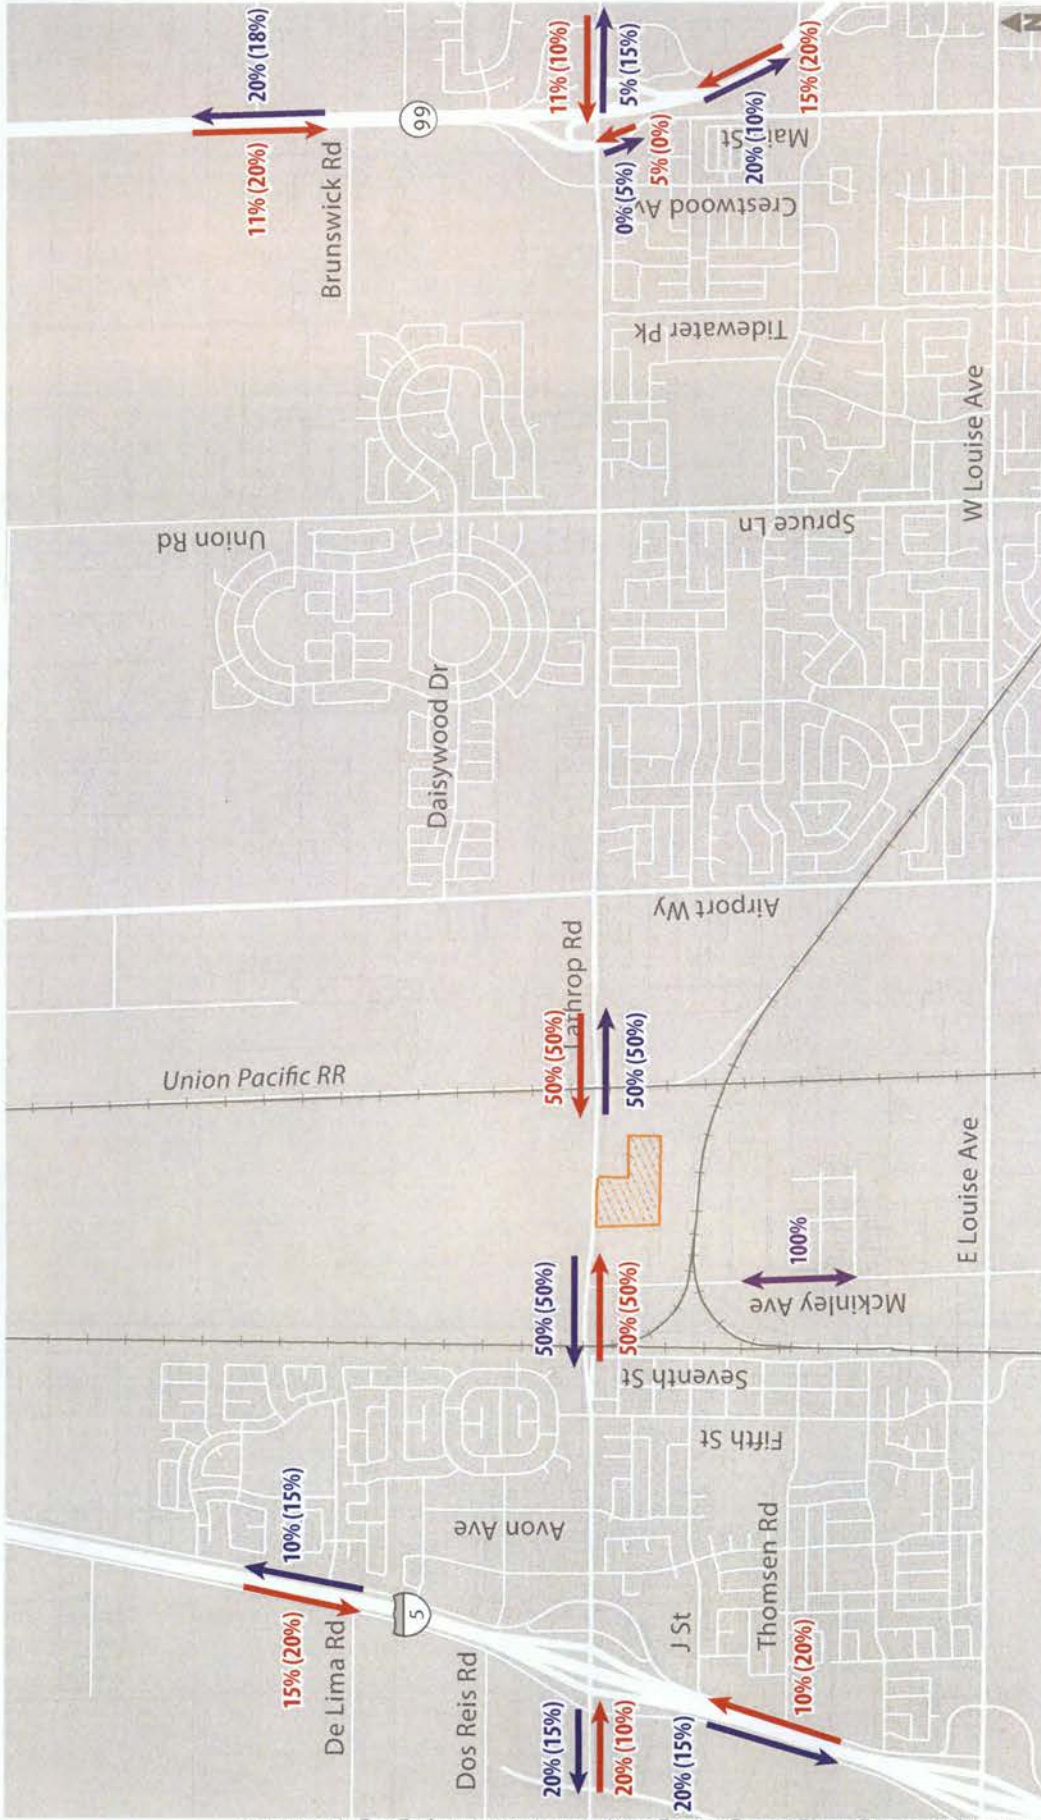 20% (18%)
11% (20%)
Brunswick Rd
99
11% (10%)
5% (15%)
0% (5%)
5% (0%)
20% (10%)
15% (20%)
Main St
Crestwood Av
Tidewater Pk
Union Rd
Spruce Ln
W Louise Ave
Daisywood Dr
Airport Wy
Lathrop Rd
50% (50%)
50% (50%)
Union Pacific RR
50% (50%)
50% (50%)
100%
Mckinley Ave
E Louise Ave
Seventh St
Fifth St
Avon Ave
10% (15%)
15% (20%)
5
De Lima Rd
Dos Reis Rd
J St
Thomsen Rd
20% (15%)
20% (10%)
20% (15%)
10% (20%)
N